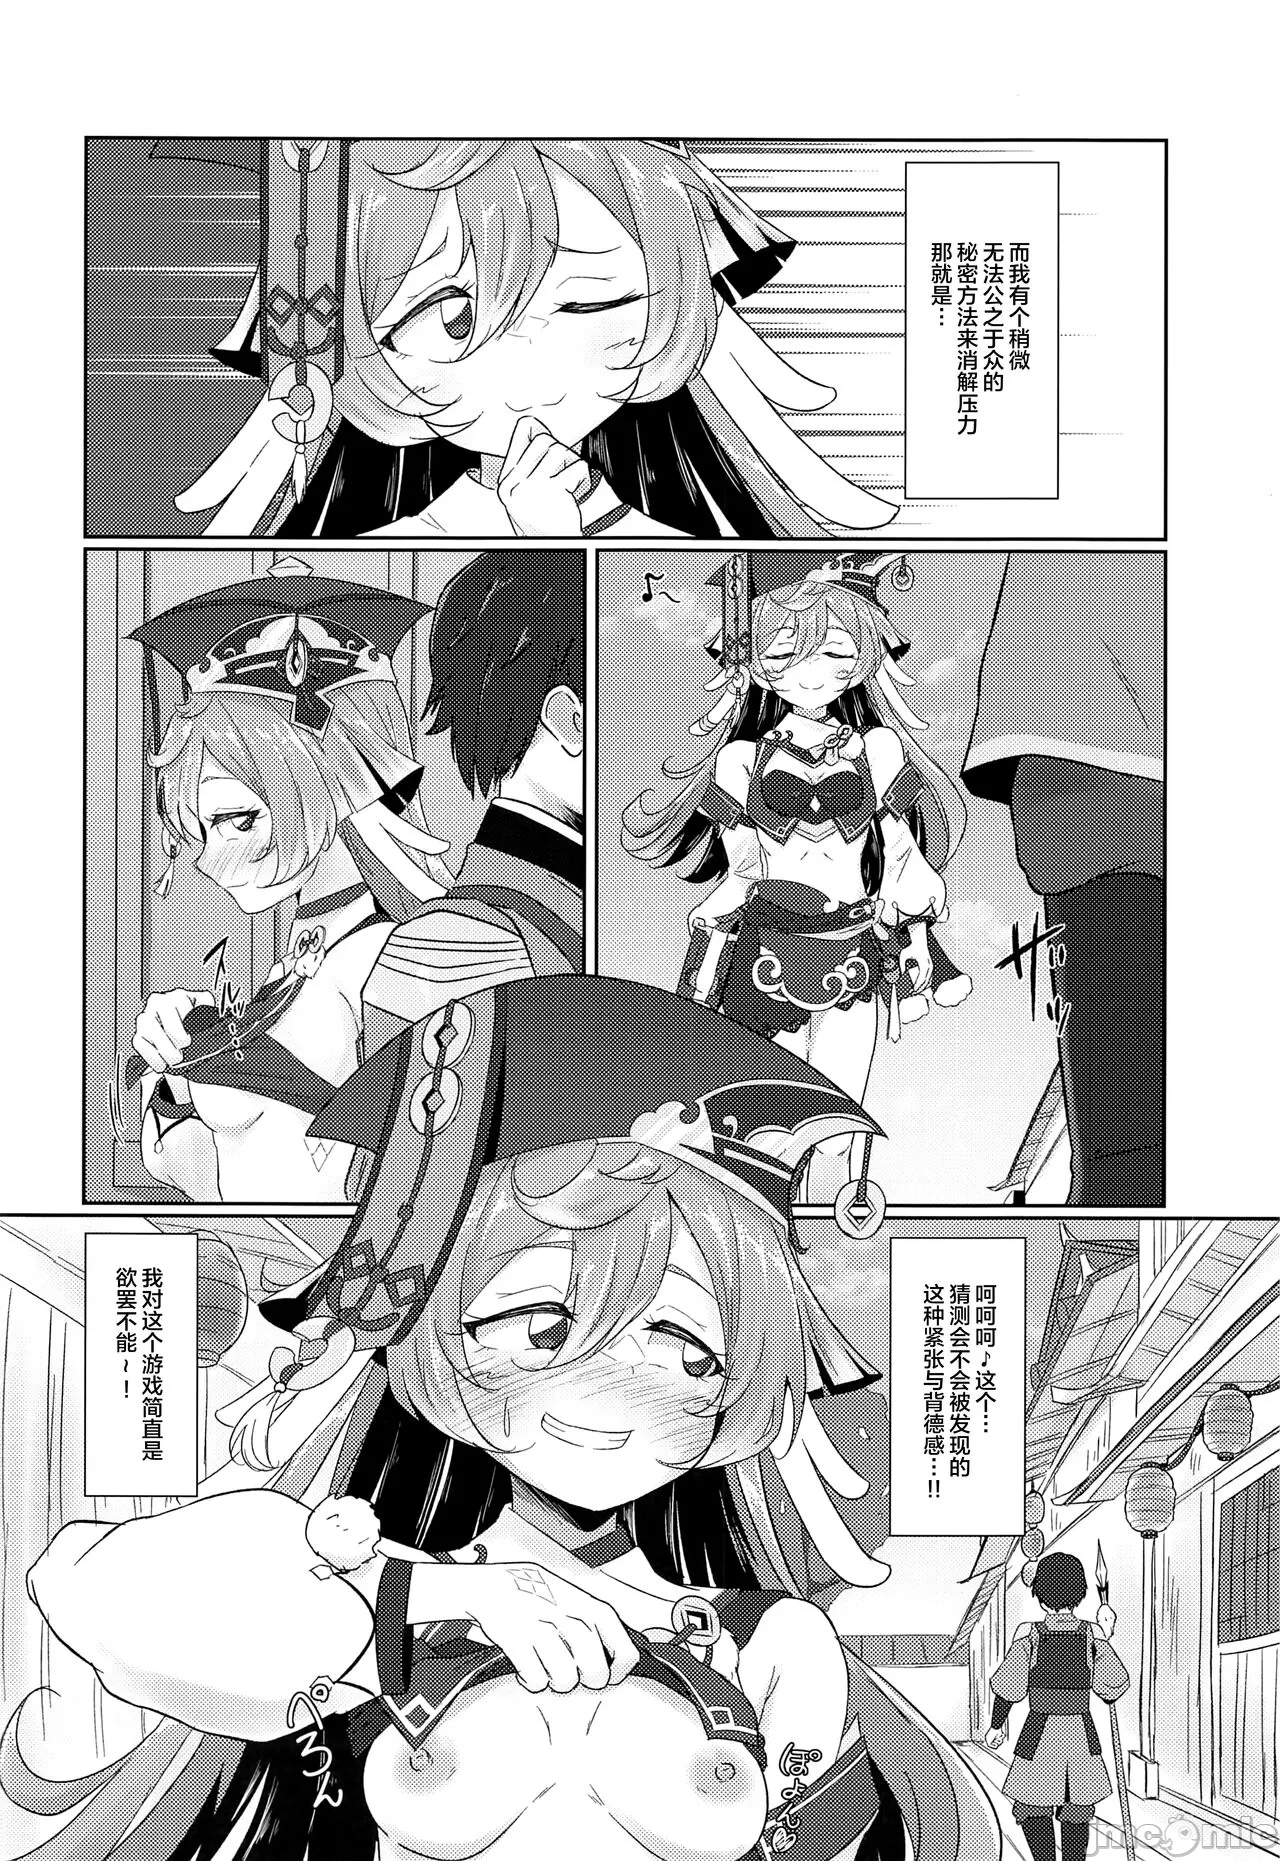 而我有个稍微
无法公之于众的
秘密方法来消解压力
那就是…
呵呵呵♪这个…
猜测会不会被发现的
这种紧张与背德感…!!
我对这个游戏简直是
欲罢不能～!
ぺろん
ぽよん♡
jmcomic